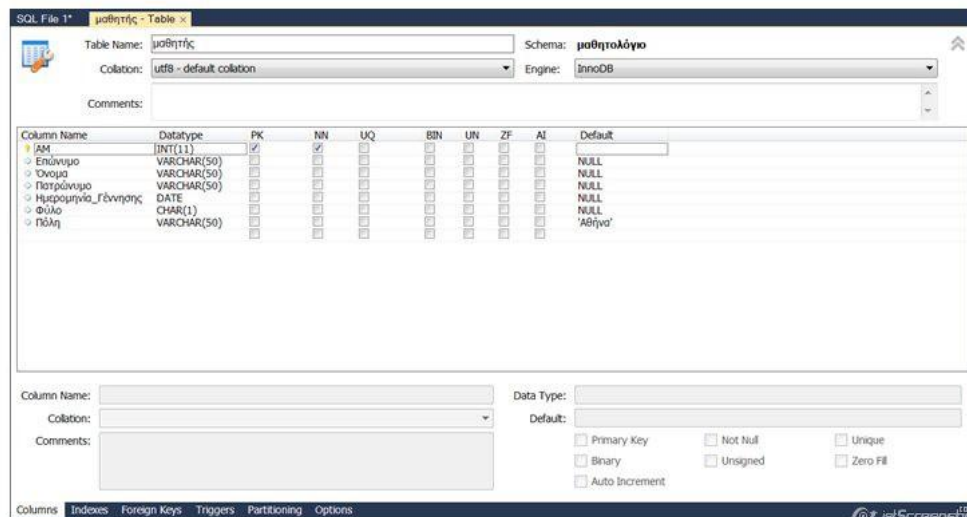 SQL File 1* μαθητής - Table ×
Table Name: μαθητής Schema: μαθητολόγιο
Collation: utf8 - default collation Engine: InnoDB
Comments:
Column Name Datatype PK NN UQ BIN UN ZF AI Default
ΑΜ INT(11)
Επώνυμο VARCHAR(50) NULL
Όνομα VARCHAR(50) NULL
Πατρώνυμο VARCHAR(50) NULL
Ημερομηνία_Γέννησης DATE NULL
Φύλο CHAR(1) NULL
Πόλη VARCHAR(50) 'Αθήνα'
Column Name: Data Type:
Collation: Default:
Comments: Primary Key Not Null Unique
Binary Unsigned Zero Fill
Auto Increment
Columns Indexes Foreign Keys Triggers Partitioning Options